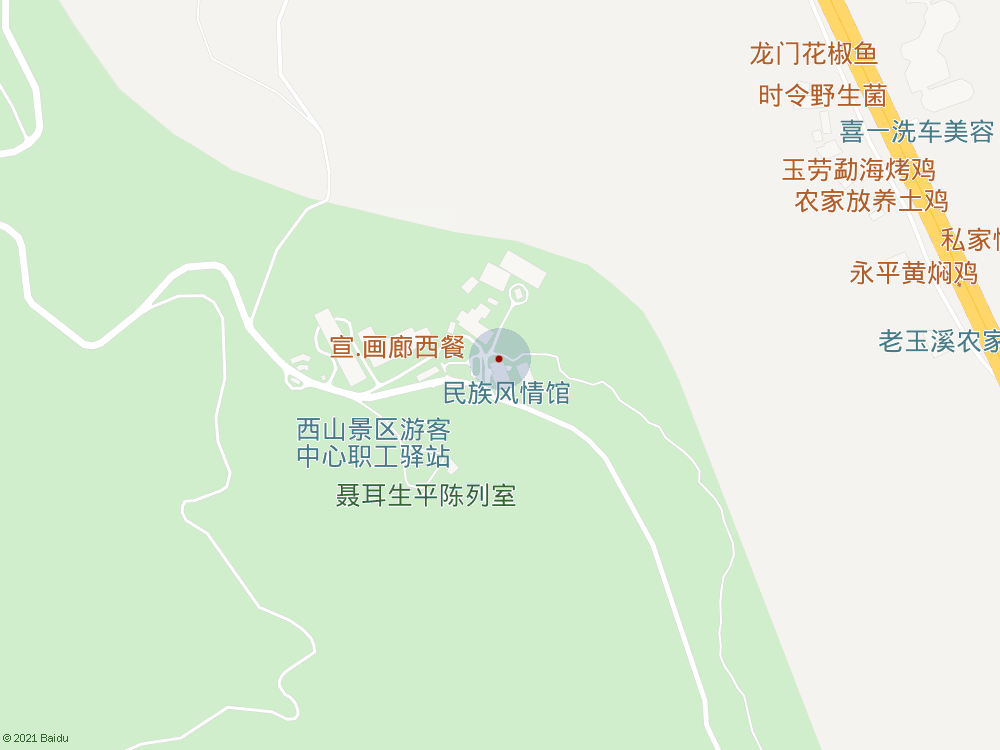 龙门花椒鱼
时令野生菌
喜一洗车美容
玉劳勐海烤鸡
农家放养土鸡
私家
永平黄焖鸡
老玉溪农家
宣.画廊西餐
民族风情馆
西山景区游客
中心职工驿站
聂耳生平陈列室
© 2021 Baidu